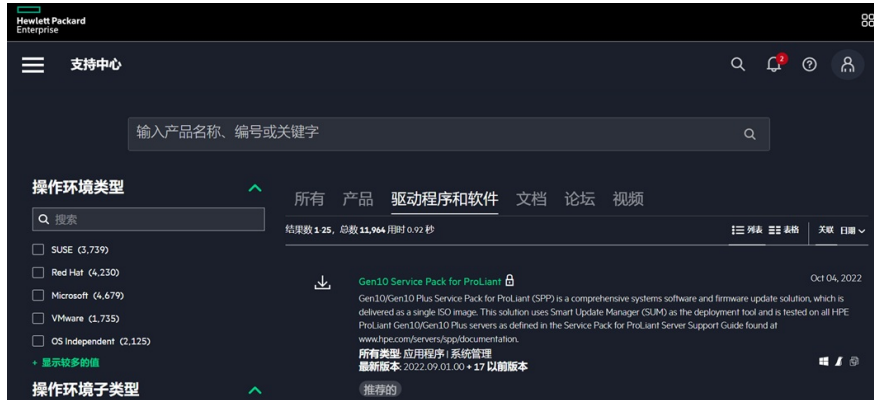 Hewlett Packard
Enterprise
支持中心
2
输入产品名称、编号或关键字
操作环境类型
搜索
SUSE (3,739)
Red Hat (4,230)
Microsoft (4,679)
VMware (1,735)
OS Independent (2,125)
+ 显示较多的值
操作环境子类型
所有 产品 驱动程序和软件 文档 论坛 视频
结果数 1-25, 总数 11,964 用时 0.92 秒
列表 表格 关联 日期
Gen10 Service Pack for ProLiant
Oct 04, 2022
Gen10/Gen10 Plus Service Pack for ProLiant (SPP) is a comprehensive systems software and firmware update solution, which is
delivered as a single ISO image. This solution uses Smart Update Manager (SUM) as the deployment tool and is tested on all HPE
ProLiant Gen10/Gen10 Plus servers as defined in the Service Pack for ProLiant Server Support Guide found at
www.hpe.com/servers/spp/documentation.
所有类型: 应用程序 | 系统管理
最新版本: 2022.09.01.00 + 17 以前版本
推荐的